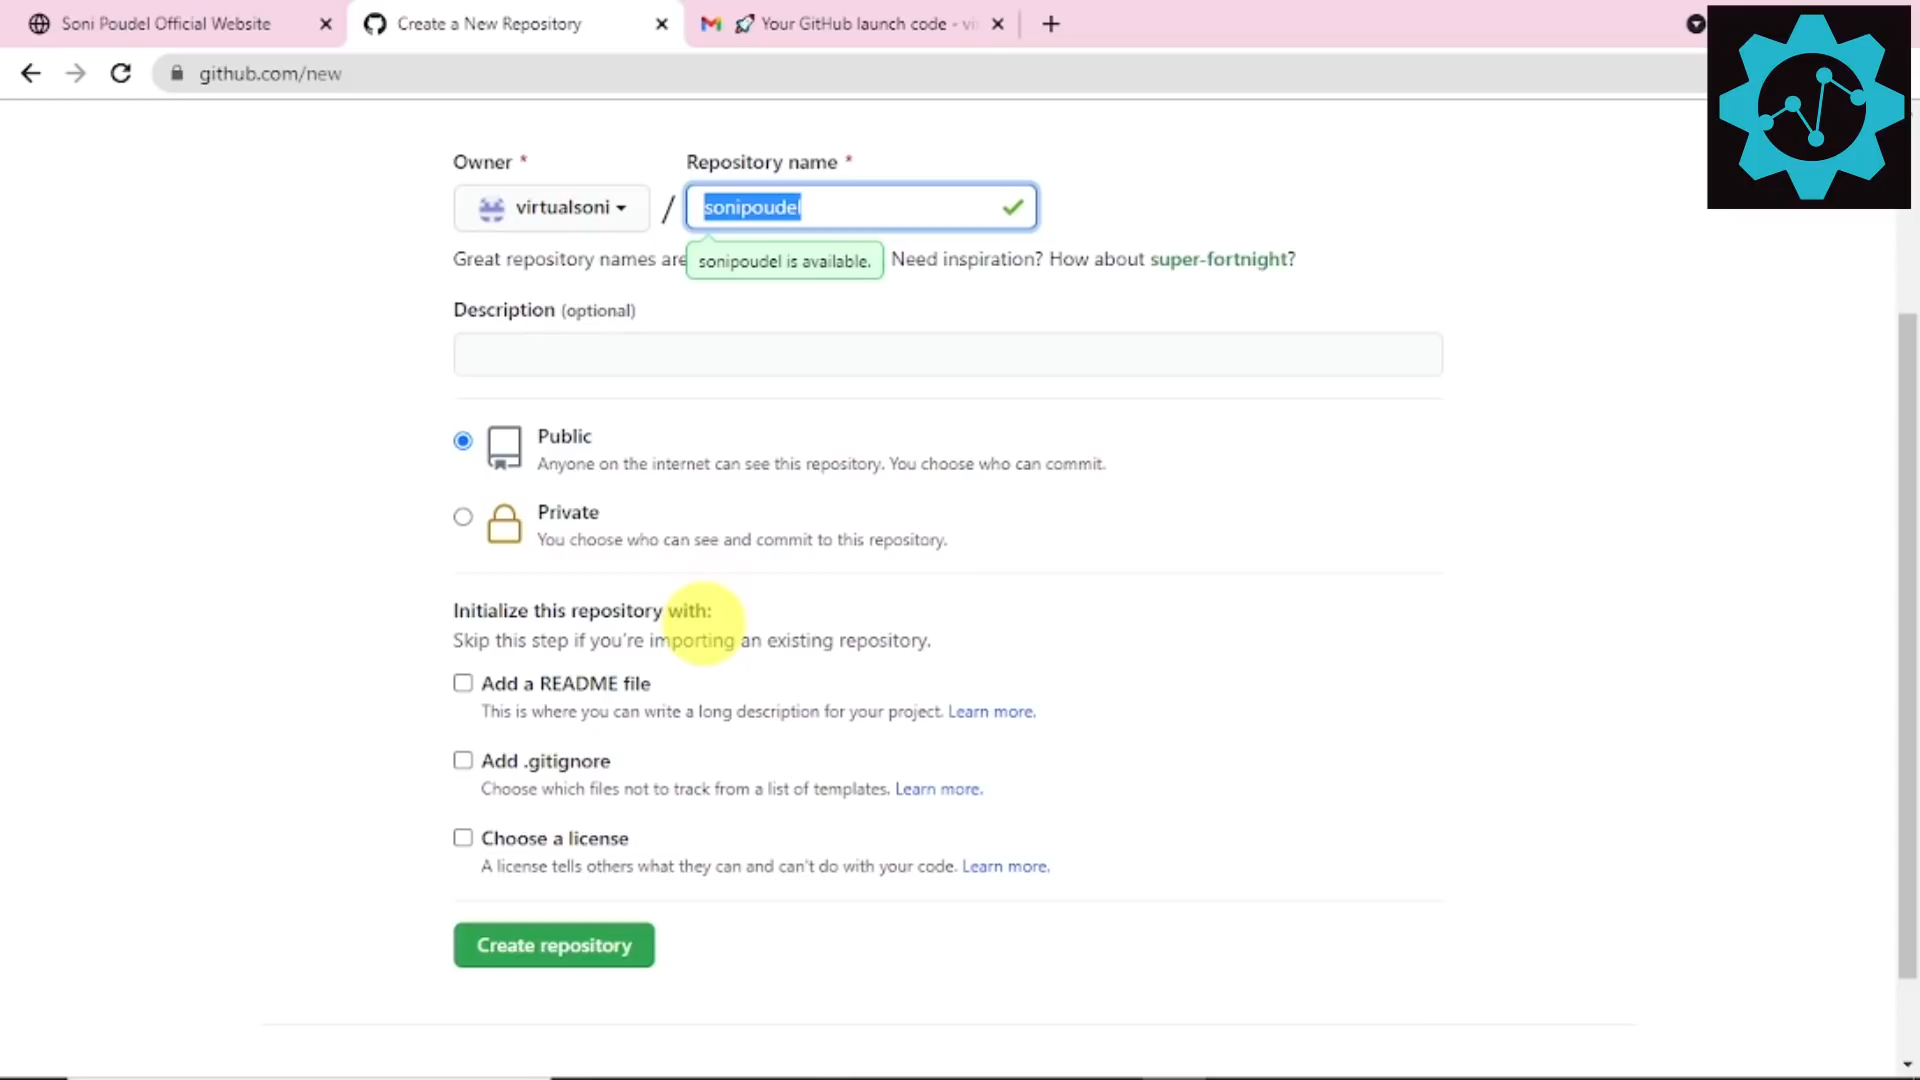 Soni Poudel Official Website
Create a New Repository
Your GitHub launch code - vi
github.com/new
Owner *
Repository name *
virtualsoni
/
sonipoudel
Great repository names are
sonipoudel is available.
Need inspiration? How about super-fortnight?
Description (optional)
Public
Anyone on the internet can see this repository. You choose who can commit.
Private
You choose who can see and commit to this repository.
Initialize this repository with:
Skip this step if you're importing an existing repository.
Add a README file
This is where you can write a long description for your project. Learn more.
Add .gitignore
Choose which files not to track from a list of templates. Learn more.
Choose a license
A license tells others what they can and can't do with your code. Learn more.
Create repository